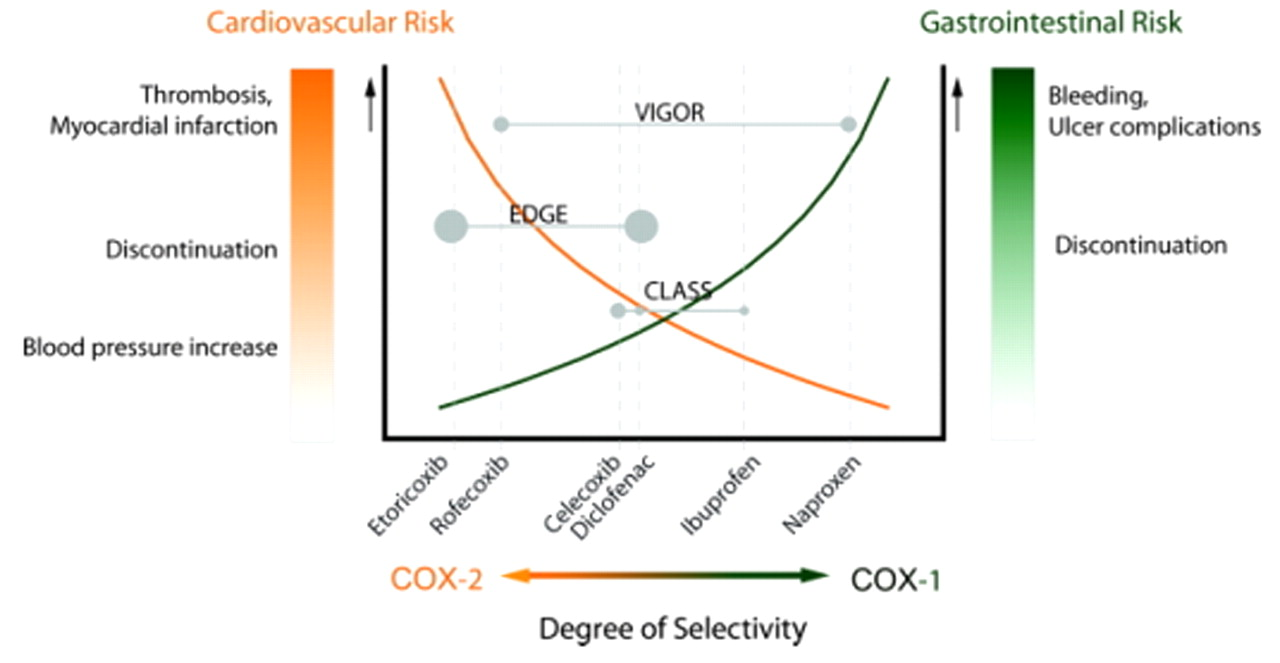 Cardiovascular Risk
Gastrointestinal Risk
Thrombosis,
Myocardial infarction
Discontinuation
Blood pressure increase
VIGOR
EDGE
CLASS
Bleeding,
Ulcer complications
Discontinuation
Etoricoxib
Rofecoxib
Celecoxib
Diclofenac
Ibuprofen
Naproxen
COX-2
COX-1
Degree of Selectivity